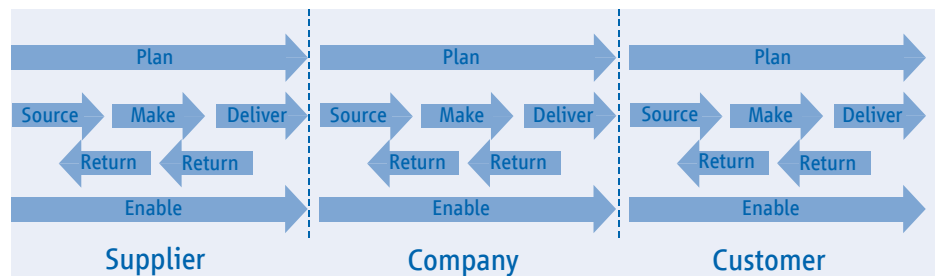 Plan Plan Plan
Source Make Deliver Source Make Deliver Source Make Deliver
Return Return Return Return Return Return
Enable Enable Enable
Supplier Company Customer